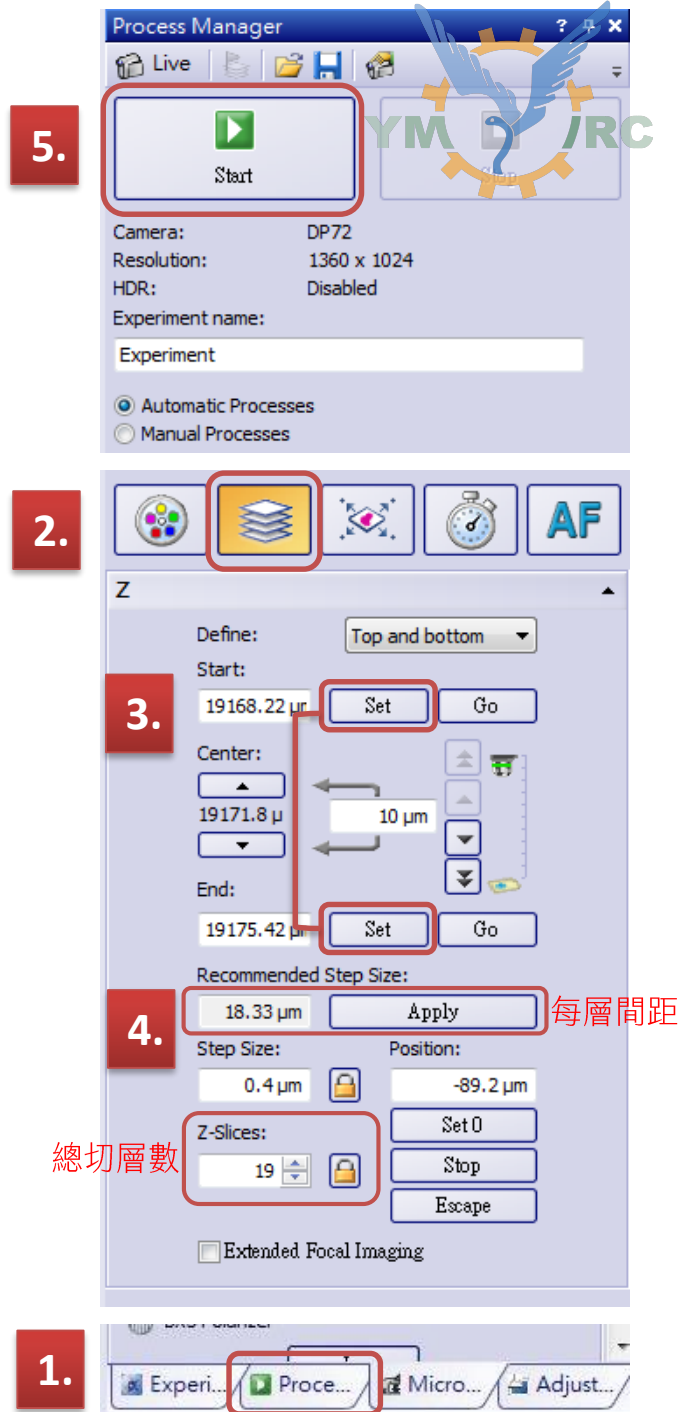 Process Manager
Live
YM JRC
5.
Start
Stop
Camera: DP72
Resolution: 1360 x 1024
HDR: Disabled
Experiment name:
Experiment
Automatic Processes
Manual Processes
2.
AF
Z
Define: Top and bottom
Start:
3.
19168.22 µm Set Go
Center:
19171.8 µ
10 µm
End:
19175.42 µm Set Go
Recommended Step Size:
4.
18.33 µm Apply 每層間距
Step Size: Position:
0.4 µm -89.2 µm
Z-Slices: Set 0
總切層數 19 Stop
Escape
Extended Focal Imaging
1.
Experi... Proce... Micro... Adjust...